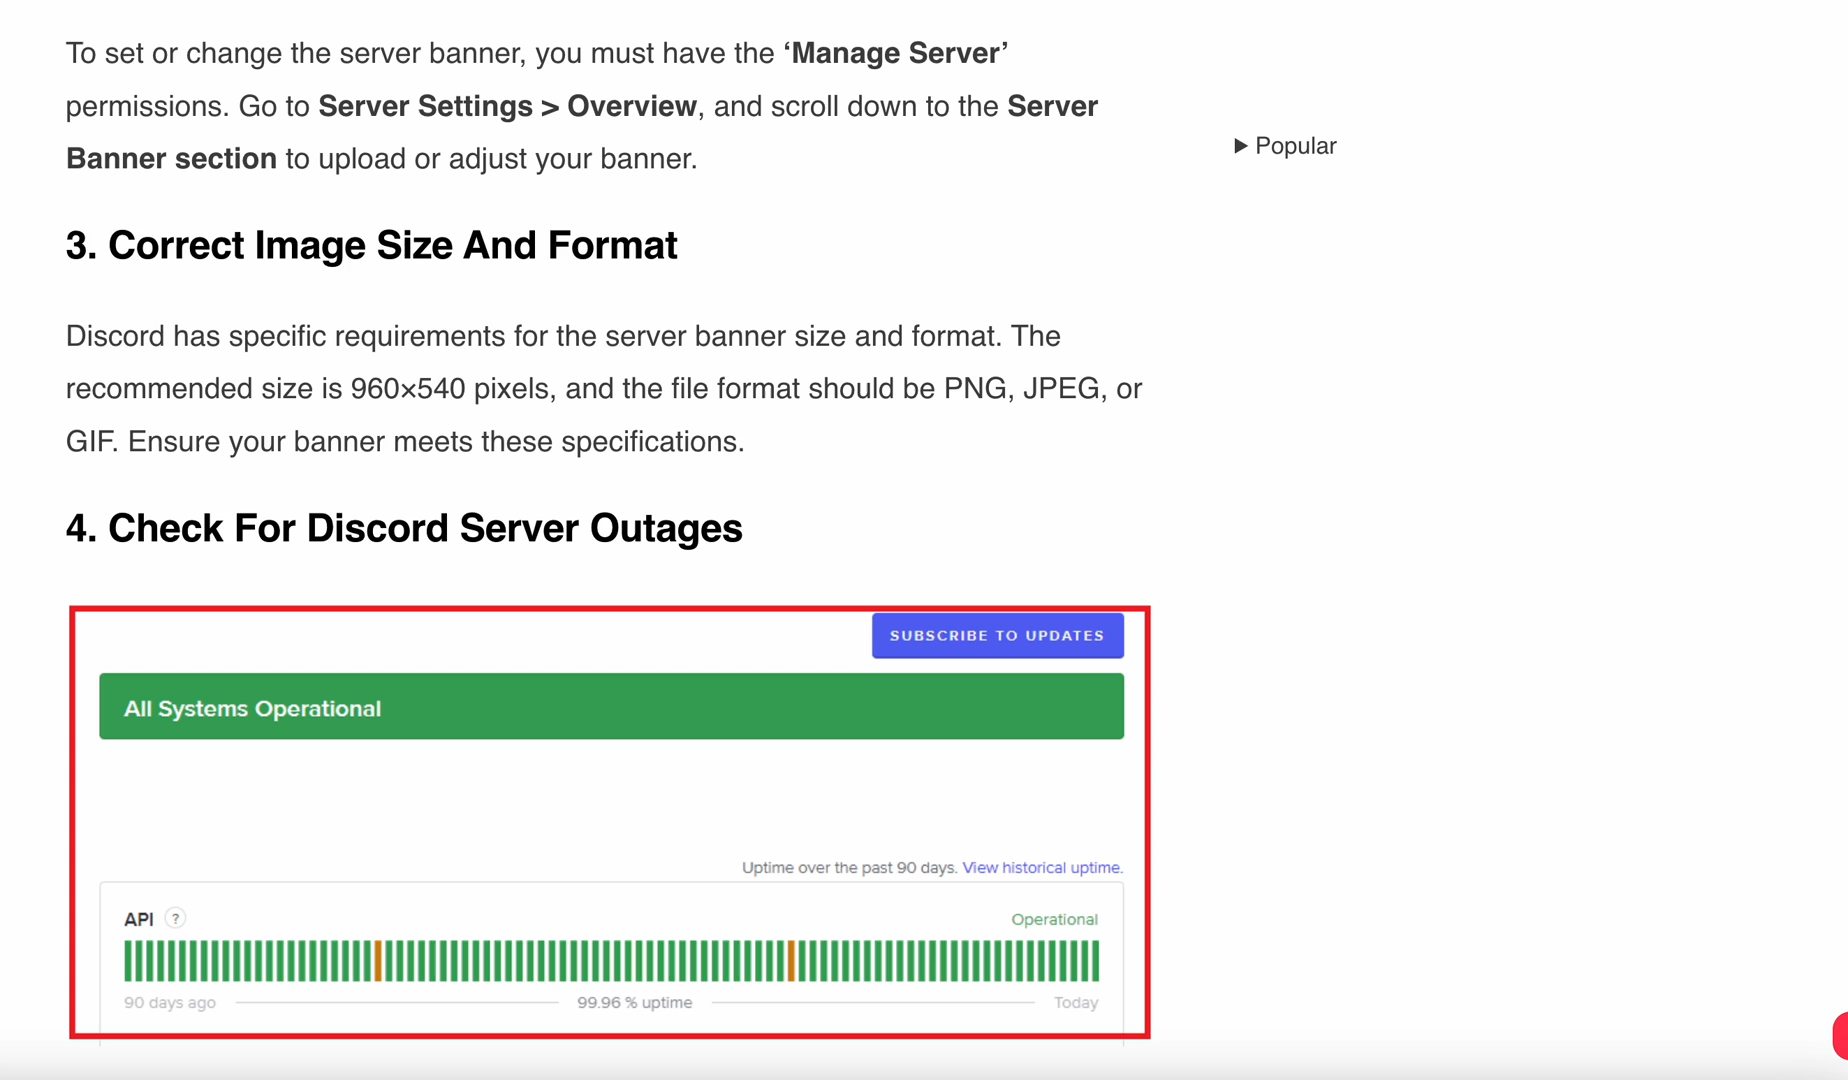 To set or change the server banner, you must have the ‘Manage Server’
permissions. Go to Server Settings > Overview, and scroll down to the Server
Banner section to upload or adjust your banner.
Popular
3. Correct Image Size And Format
Discord has specific requirements for the server banner size and format. The
recommended size is 960×540 pixels, and the file format should be PNG, JPEG, or
GIF. Ensure your banner meets these specifications.
4. Check For Discord Server Outages
SUBSCRIBE TO UPDATES
All Systems Operational
Uptime over the past 90 days. View historical uptime.
API ? Operational
90 days ago 99.96 % uptime Today